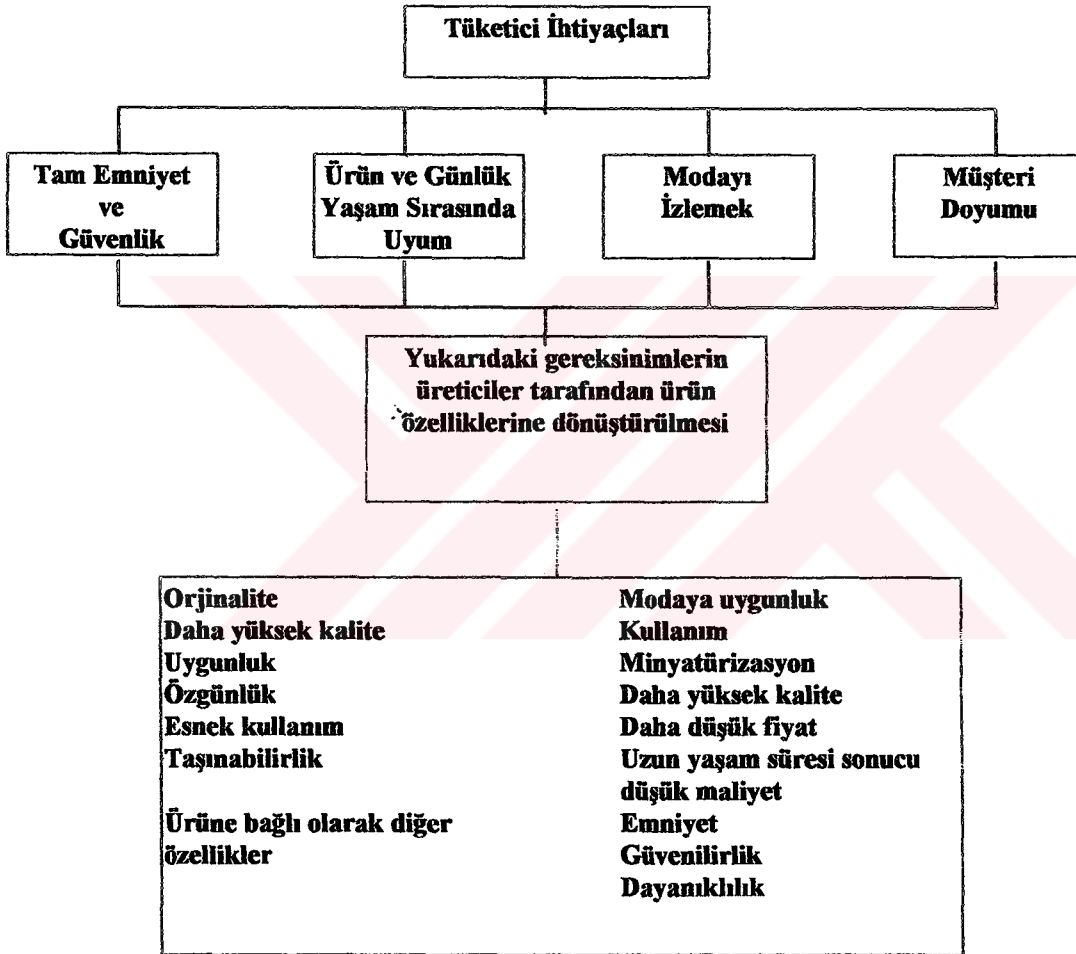 Tüketici İhtiyaçları
Tam Emniyet
ve
Güvenlik
Ürün ve Günlük
Yaşam Sırasında
Uyum
Modayı
İzlemek
Müşteri
Doyumu
Yukarıdaki gereksinimlerin
üreticiler tarafından ürün
özelliklerine dönüştürülmesi
Orjinalite
Daha yüksek kalite
Uygunluk
Özgünlük
Esnek kullanım
Taşınabilirlik
Ürüne bağlı olarak diğer
özellikler
Modaya uygunluk
Kullanım
Minyatürizasyon
Daha yüksek kalite
Daha düşük fiyat
Uzun yaşam süresi sonucu
düşük maliyet
Emniyet
Güvenilirlik
Dayanıklılık